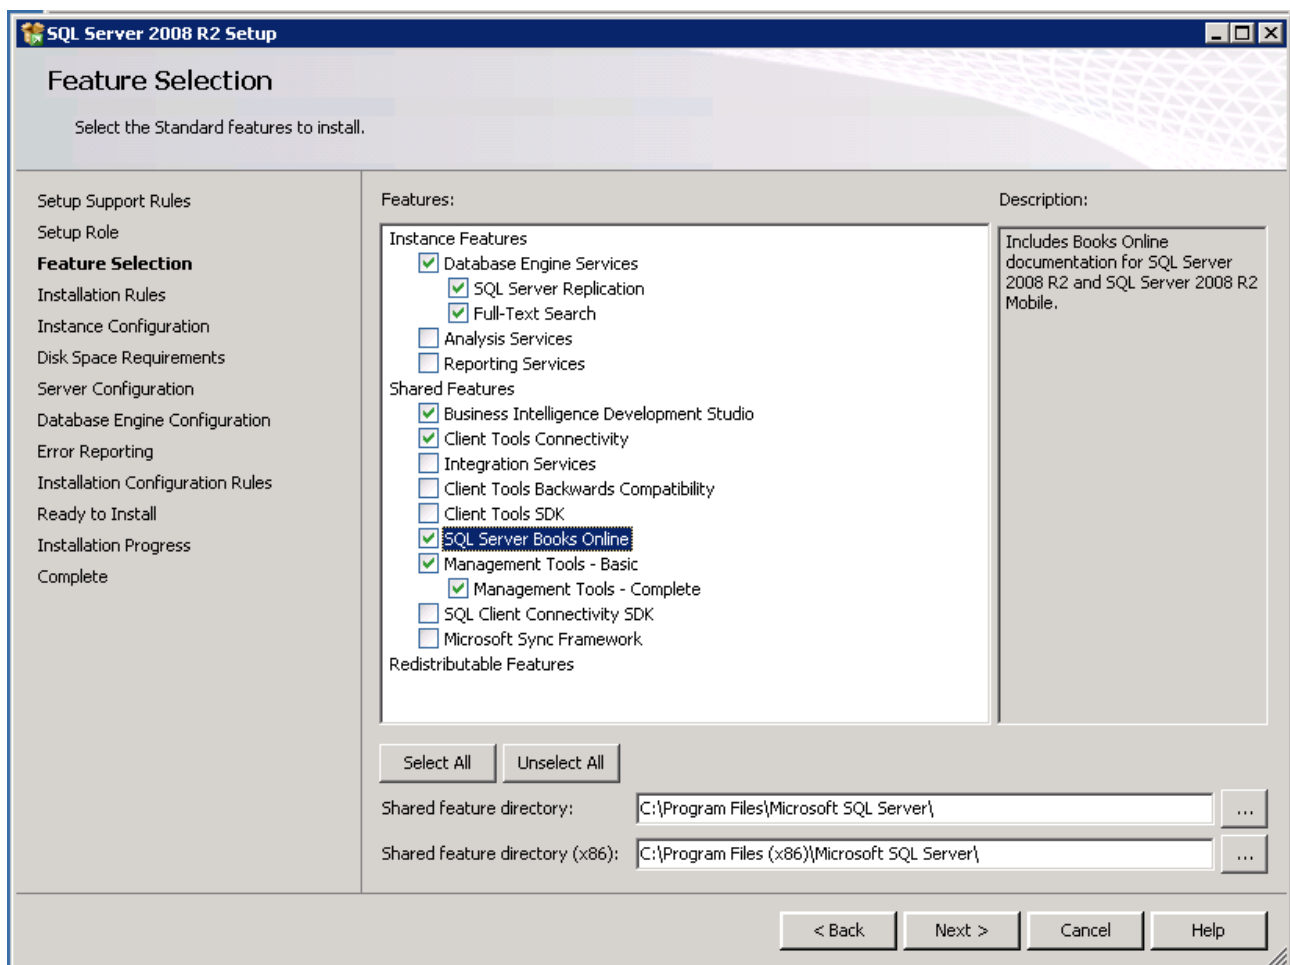 SQL Server 2008 R2 Setup
Feature Selection
Select the Standard features to install.
Setup Support Rules
Setup Role
Feature Selection
Installation Rules
Instance Configuration
Disk Space Requirements
Server Configuration
Database Engine Configuration
Error Reporting
Installation Configuration Rules
Ready to Install
Installation Progress
Complete
Features:
Instance Features
Database Engine Services
SQL Server Replication
Full-Text Search
Analysis Services
Reporting Services
Shared Features
Business Intelligence Development Studio
Client Tools Connectivity
Integration Services
Client Tools Backwards Compatibility
Client Tools SDK
SQL Server Books Online
Management Tools - Basic
Management Tools - Complete
SQL Client Connectivity SDK
Microsoft Sync Framework
Redistributable Features
Description:
Includes Books Online
documentation for SQL Server
2008 R2 and SQL Server 2008 R2
Mobile.
Select All
Unselect All
Shared feature directory:
C:\Program Files\Microsoft SQL Server\
...
Shared feature directory (x86):
C:\Program Files (x86)\Microsoft SQL Server\
...
< Back
Next >
Cancel
Help